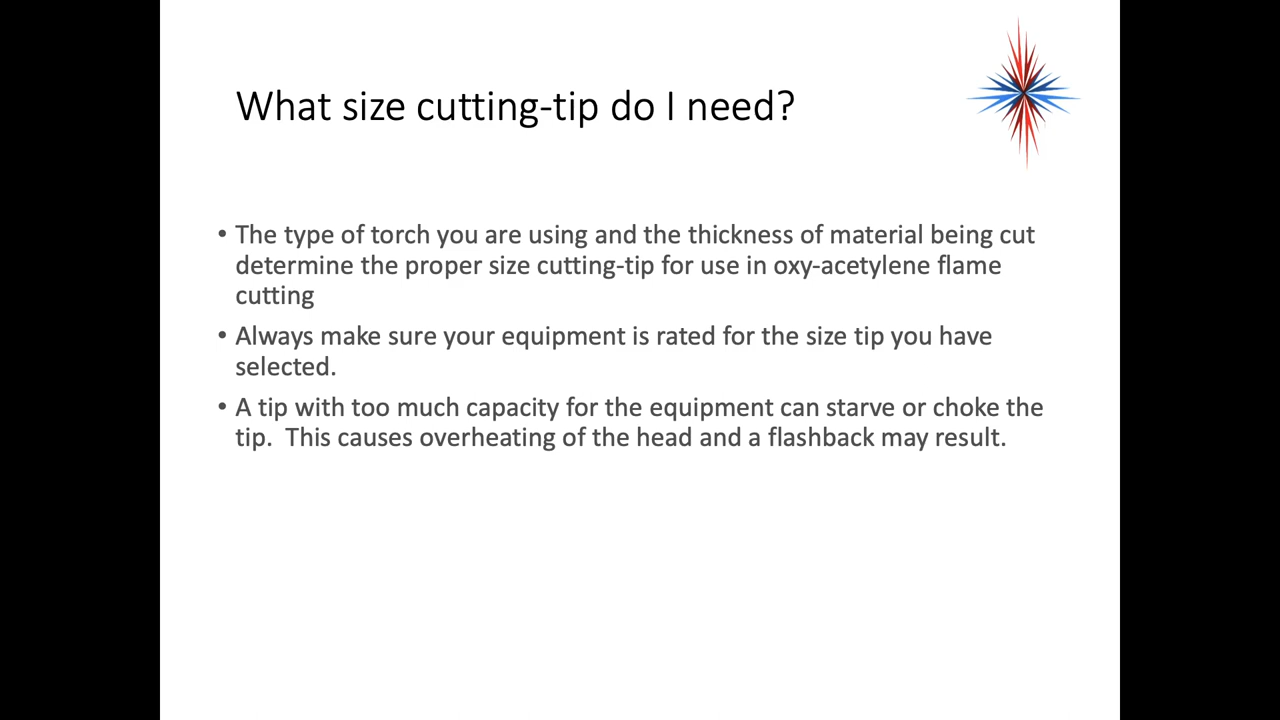 What size cutting-tip do I need?
• The type of torch you are using and the thickness of material being cut
determine the proper size cutting-tip for use in oxy-acetylene flame
cutting
• Always make sure your equipment is rated for the size tip you have
selected.
• A tip with too much capacity for the equipment can starve or choke the
tip.  This causes overheating of the head and a flashback may result.